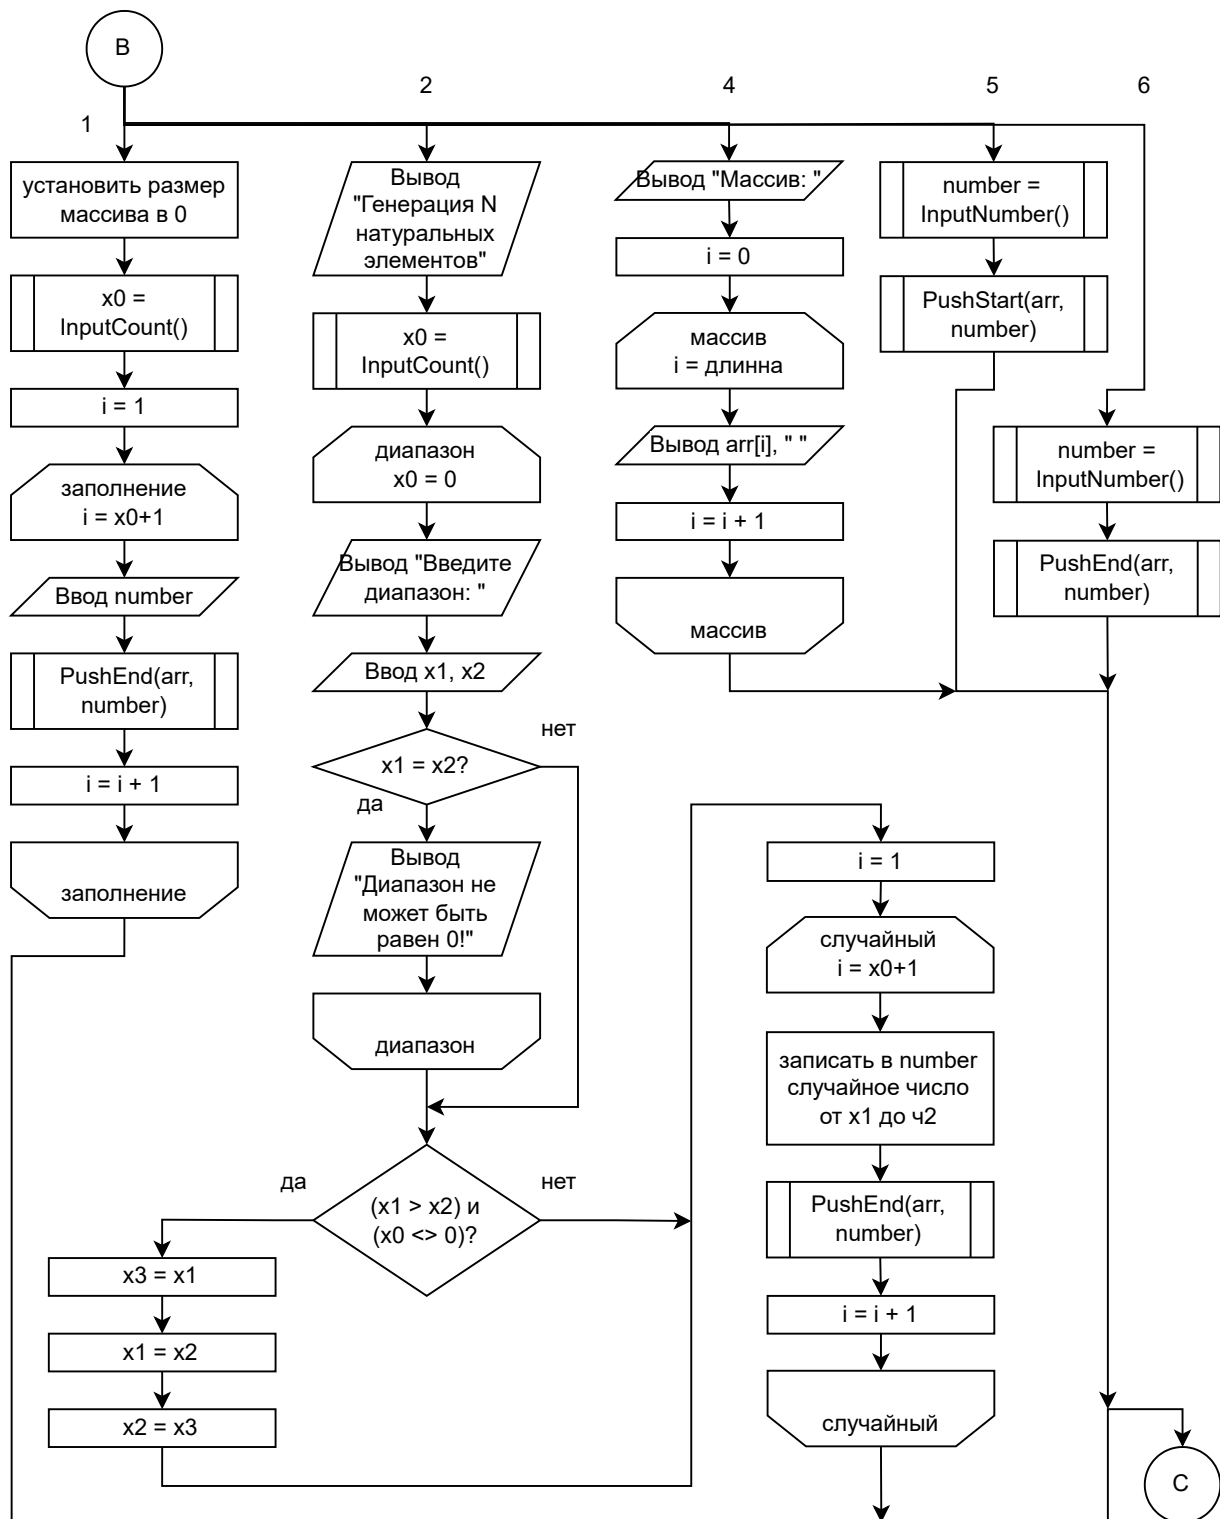 B
1
2
4
5
6
установить размер
массива в 0
x0 =
InputCount()
i = 1
заполнение
i = x0+1
Ввод number
PushEnd(arr,
number)
i = i + 1
заполнение
Вывод
"Генерация N
натуральных
элементов"
x0 =
InputCount()
диапазон
x0 = 0
Вывод "Введите
диапазон: "
Ввод x1, x2
x1 = x2?
нет
да
Вывод
"Диапазон не
может быть
равен 0!"
диапазон
(x1 > x2) и
(x0 <> 0)?
да
нет
x3 = x1
x1 = x2
x2 = x3
Вывод "Массив: "
i = 0
массив
i = длинна
Вывод arr[i], " "
i = i + 1
массив
number =
InputNumber()
PushStart(arr,
number)
number =
InputNumber()
PushEnd(arr,
number)
i = 1
случайный
i = x0+1
записать в number
случайное число
от x1 до ч2
PushEnd(arr,
number)
i = i + 1
случайный
C